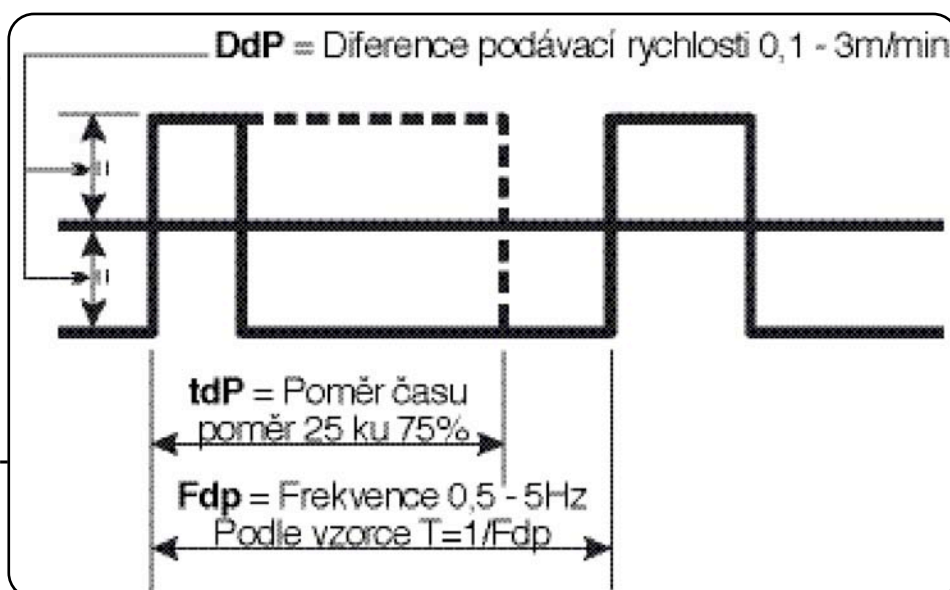 DdP = Diference podávací rychlosti 0,1 - 3m/min
tdP = Poměr času
poměr 25 ku 75%
Fdp = Frekvence 0,5 - 5Hz
Podle vzorce T=1/Fdp